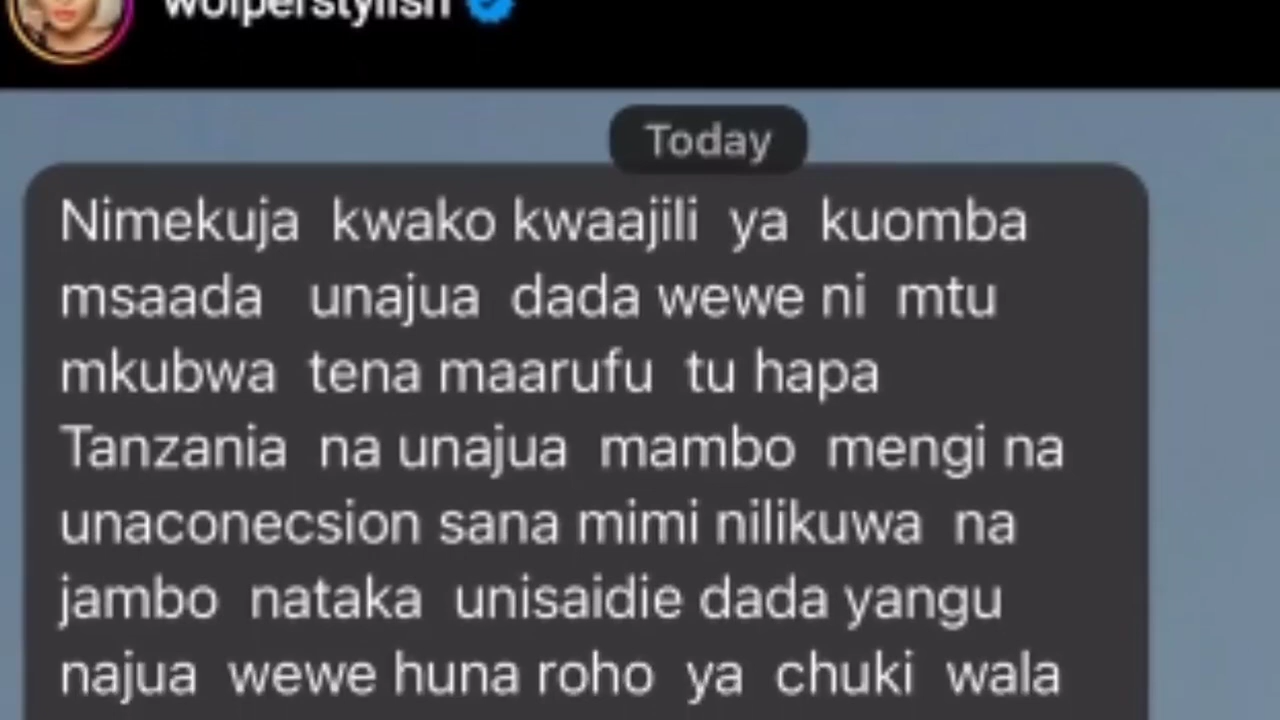 wolperstylish
Today
Nimekuja kwako kwaajili ya kuomba
msaada unajua dada wewe ni mtu
mkubwa tena maarufu tu hapa
Tanzania na unajua mambo mengi na
unaconecsion sana mimi nilikuwa na
jambo nataka unisaidie dada yangu
najua wewe huna roho ya chuki wala